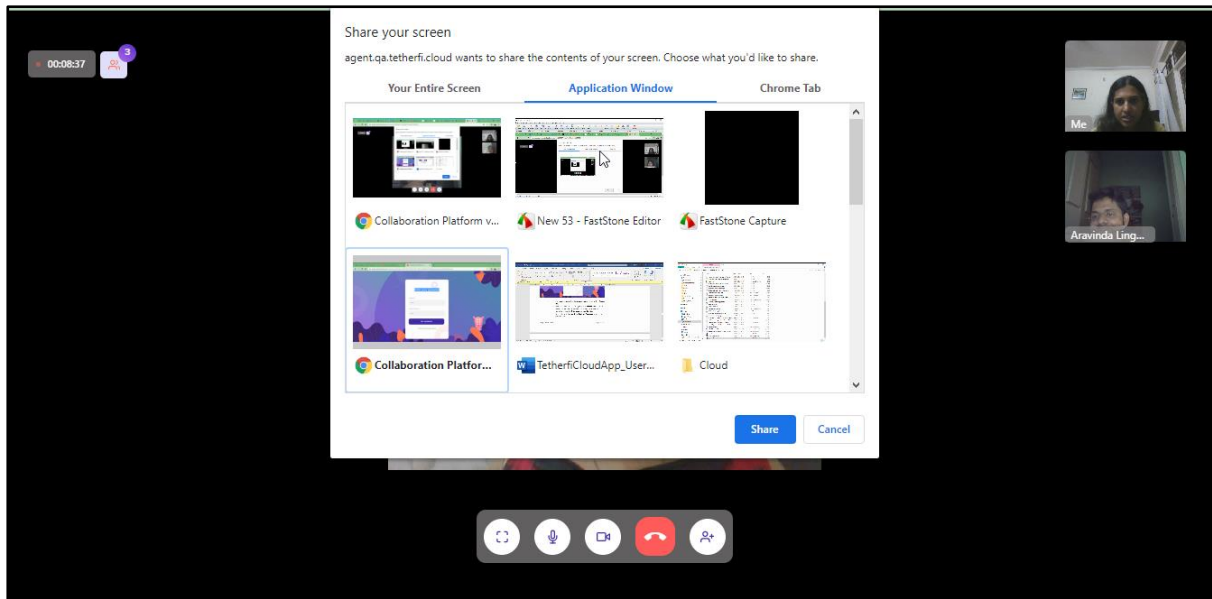 Share your screen
agent.qa.tetherfi.cloud wants to share the contents of your screen. Choose what you'd like to share.
Your Entire Screen Application Window Chrome Tab
00:08:37 3
Collaboration Platform v... New 53 - FastStone Editor FastStone Capture
Collaboration Platfor... TetherfiCloudApp_User... Cloud
Share Cancel
Me
Aravinda Ling...